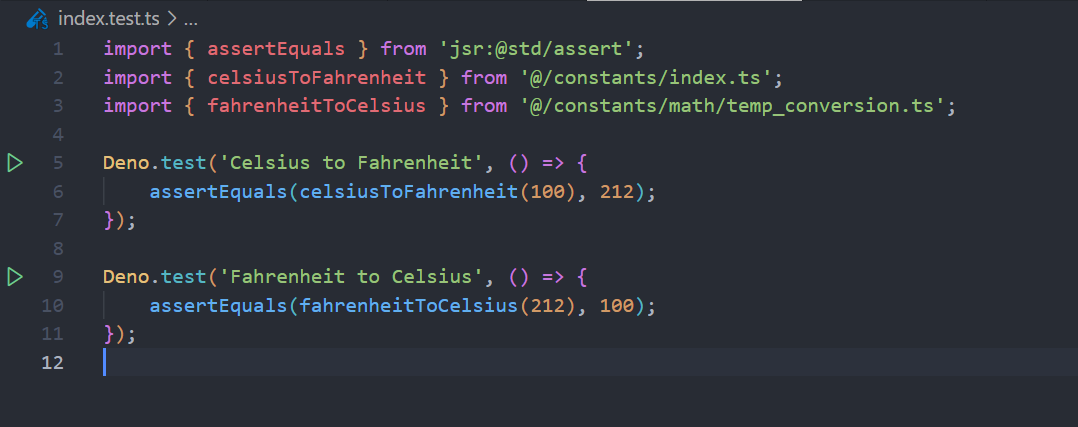 index.test.ts > ...
1 import { assertEquals } from 'jsr:@std/assert';
2 import { celsiusToFahrenheit } from '@/constants/index.ts';
3 import { fahrenheitToCelsius } from '@/constants/math/temp_conversion.ts';
4
5 Deno.test('Celsius to Fahrenheit', () => {
6     assertEquals(celsiusToFahrenheit(100), 212);
7 });
8
9 Deno.test('Fahrenheit to Celsius', () => {
10     assertEquals(fahrenheitToCelsius(212), 100);
11 });
12